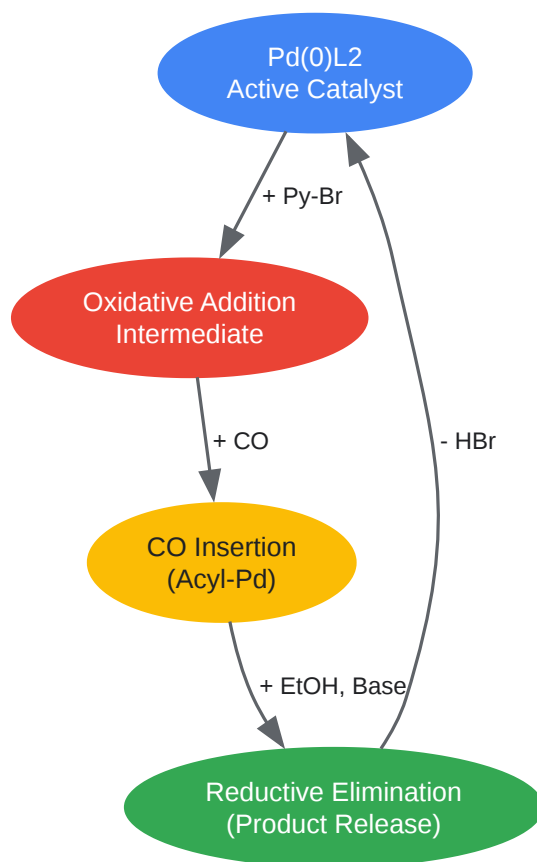 Pd(0)L2
Active Catalyst
+ Py-Br
Oxidative Addition
Intermediate
+ CO
- HBr
CO Insertion
(Acyl-Pd)
+ EtOH, Base
Reductive Elimination
(Product Release)